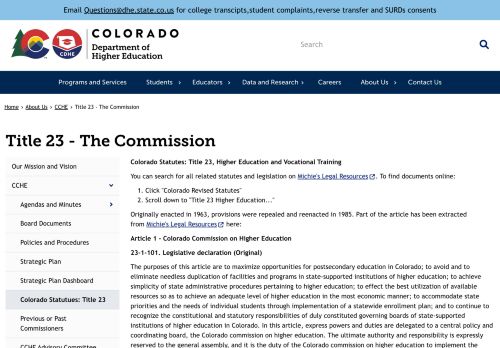 Email Questions@dhe.state.co.us for college transcipts,student complaints,reverse transfer and SURDs consents
COLORADO
Department of
Higher Education
CDHE
Search
Programs and Services
Students
Educators
Data and Research
Careers
About Us
Contact Us
Home > About Us > CCHE > Title 23 - The Commission
Title 23 - The Commission
Our Mission and Vision
CCHE
Agendas and Minutes
Board Documents
Policies and Procedures
Strategic Plan
Strategic Plan Dashboard
Colorado Statutues: Title 23
Previous or Past
Commissioners
CCHE Advisory Committee
Colorado Statutes: Title 23, Higher Education and Vocational Training
You can search for all related statutes and legislation on Michie's Legal Resources. To find documents online:
1. Click "Colorado Revised Statutes"
2. Scroll down to "Title 23 Higher Education..."
Originally enacted in 1963, provisions were repealed and reenacted in 1985. Part of the article has been extracted
from Michie's Legal Resources here:
Article 1 - Colorado Commission on Higher Education
23-1-101. Legislative declaration (Original)
The purposes of this article are to maximize opportunities for postsecondary education in Colorado; to avoid and to
eliminate needless duplication of facilities and programs in state-supported institutions of higher education; to achieve
simplicity of state administrative procedures pertaining to higher education; to effect the best utilization of available
resources so as to achieve an adequate level of higher education in the most economic manner; to accommodate state
priorities and the needs of individual students through implementation of a statewide enrollment plan; and to continue to
recognize the constitutional and statutory responsibilities of duly constituted governing boards of state-supported
institutions of higher education in Colorado. In this article, express powers and duties are delegated to a central policy and
coordinating board, the Colorado commission on higher education. The ultimate authority and responsibility is expressly
reserved to the general assembly, and it is the duty of the Colorado commission on higher education to implement the